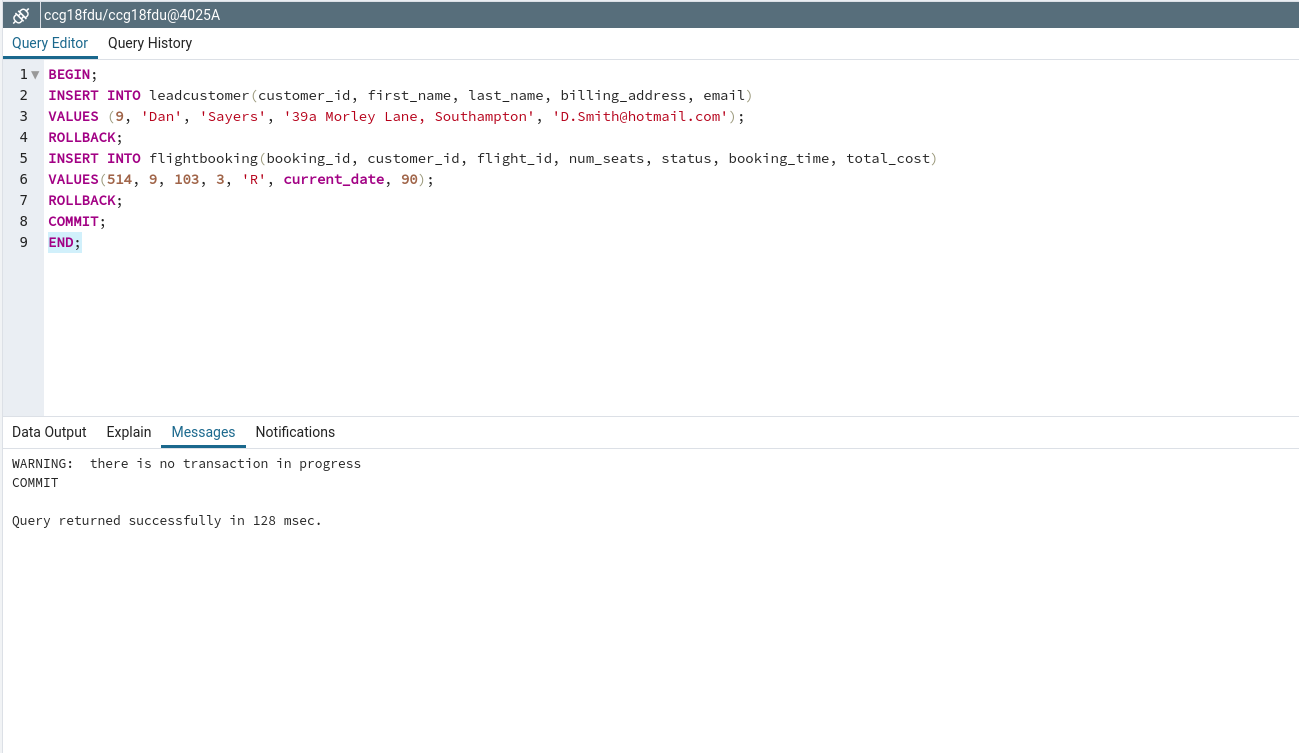 ccg18fdu/ccg18fdu@4025A
Query Editor Query History
1 BEGIN;
2 INSERT INTO leadcustomer(customer_id, first_name, last_name, billing_address, email)
3 VALUES (9, 'Dan', 'Sayers', '39a Morley Lane, Southampton', 'D.Smith@hotmail.com');
4 ROLLBACK;
5 INSERT INTO flightbooking(booking_id, customer_id, flight_id, num_seats, status, booking_time, total_cost)
6 VALUES(514, 9, 103, 3, 'R', current_date, 90);
7 ROLLBACK;
8 COMMIT;
9 END;
Data Output Explain Messages Notifications
WARNING:  there is no transaction in progress
COMMIT
Query returned successfully in 128 msec.